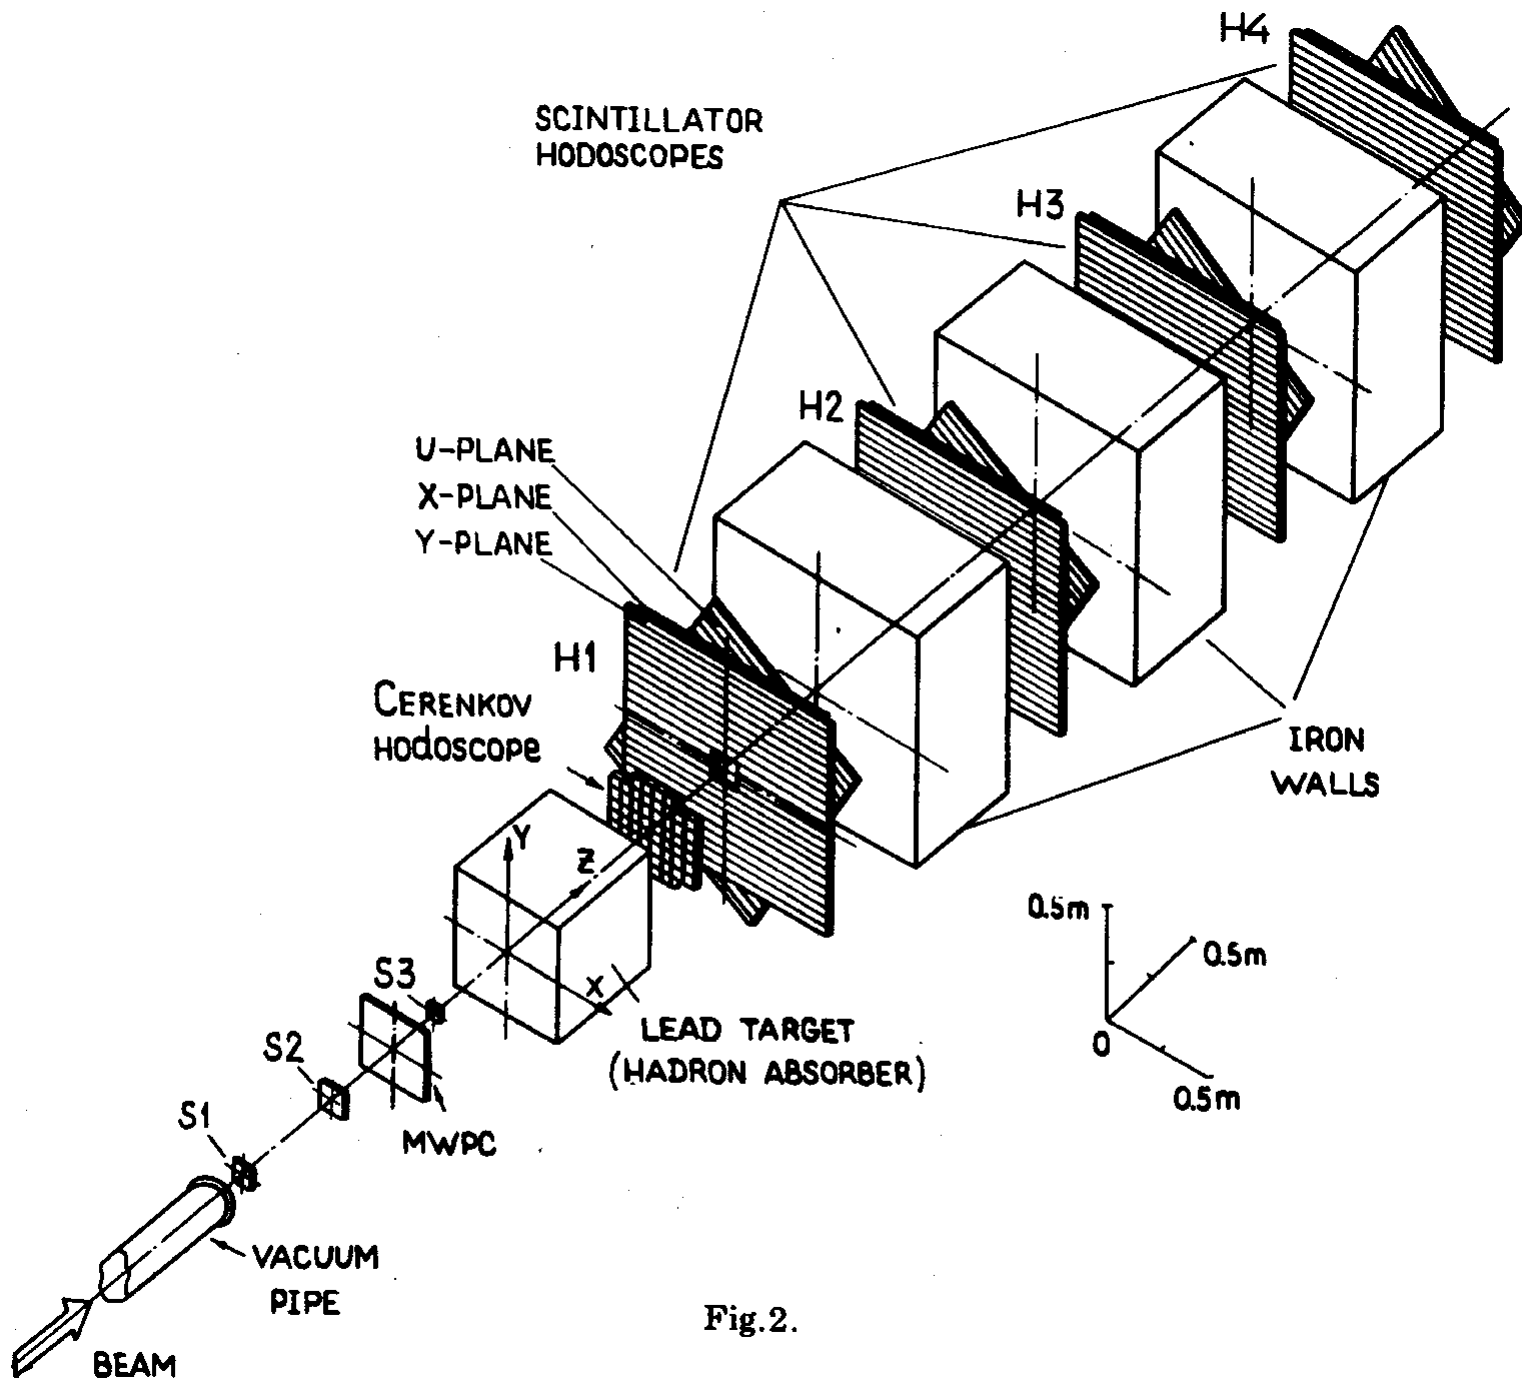 H4
SCINTILLATOR
HODOSCOPES
H3
H2
U-PLANE
X-PLANE
Y-PLANE
H1
CERENKOV
HOdOSCOPE
IRON
WALLS
Y
Z
X
S3
LEAD TARGET
(HADRON ABSORBER)
0.5m
0.5m
0
0.5m
S2
MWPC
S1
VACUUM
PIPE
BEAM
Fig.2.